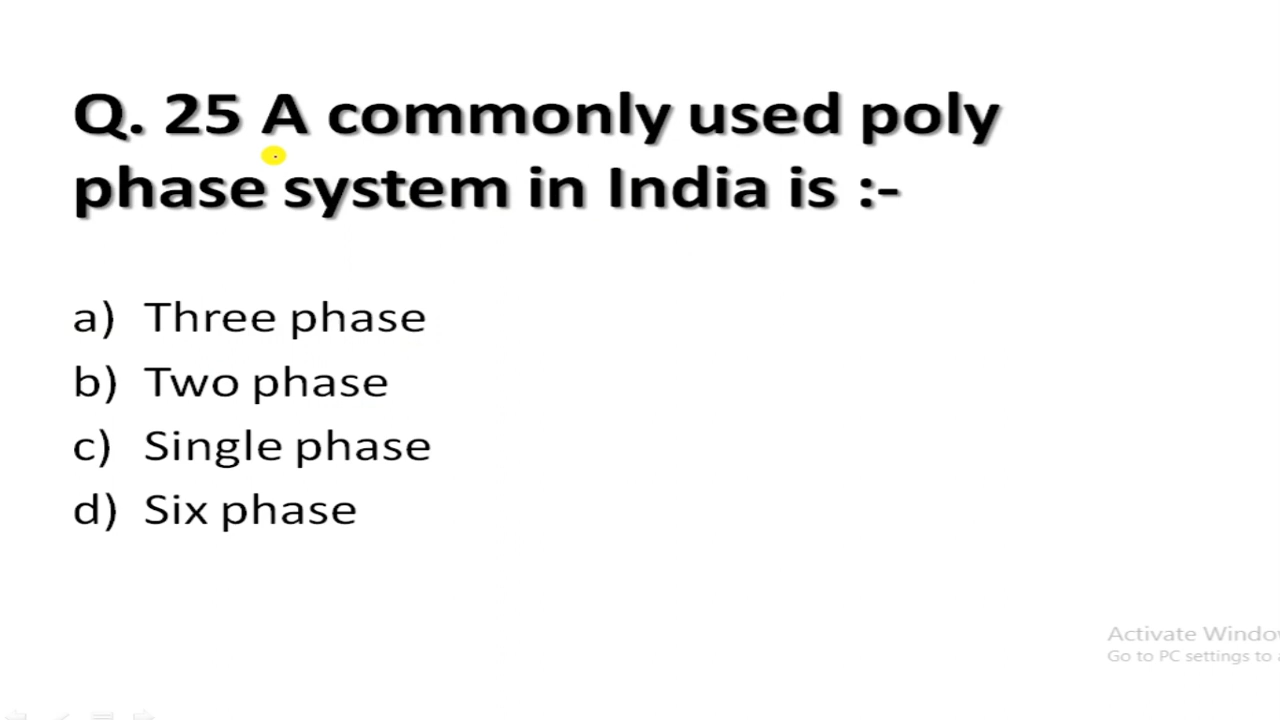 Q. 25 A commonly used poly
phase system in India is :-
a) Three phase
b) Two phase
c) Single phase
d) Six phase
Activate Window
Go to PC settings to a